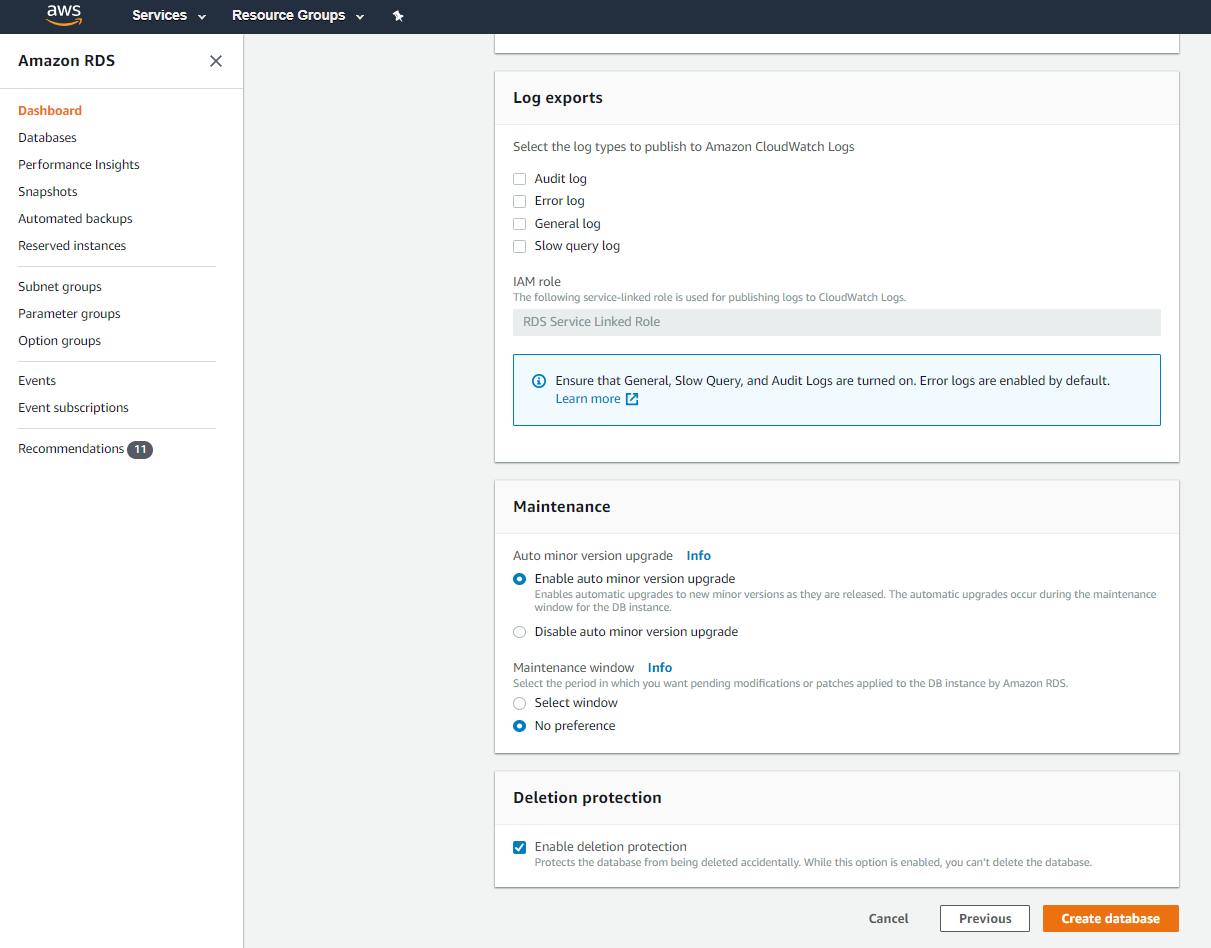 aws
Services
Resource Groups
Amazon RDS
Dashboard
Databases
Performance Insights
Snapshots
Automated backups
Reserved instances
Subnet groups
Parameter groups
Option groups
Events
Event subscriptions
Recommendations 11
Log exports
Select the log types to publish to Amazon CloudWatch Logs
Audit log
Error log
General log
Slow query log
IAM role
The following service-linked role is used for publishing logs to CloudWatch Logs.
RDS Service Linked Role
Ensure that General, Slow Query, and Audit Logs are turned on. Error logs are enabled by default.
Learn more
Maintenance
Auto minor version upgrade Info
Enable auto minor version upgrade
Enables automatic upgrades to new minor versions as they are released. The automatic upgrades occur during the maintenance
window for the DB instance.
Disable auto minor version upgrade
Maintenance window Info
Select the period in which you want pending modifications or patches applied to the DB instance by Amazon RDS.
Select window
No preference
Deletion protection
Enable deletion protection
Protects the database from being deleted accidentally. While this option is enabled, you can't delete the database.
Cancel
Previous
Create database